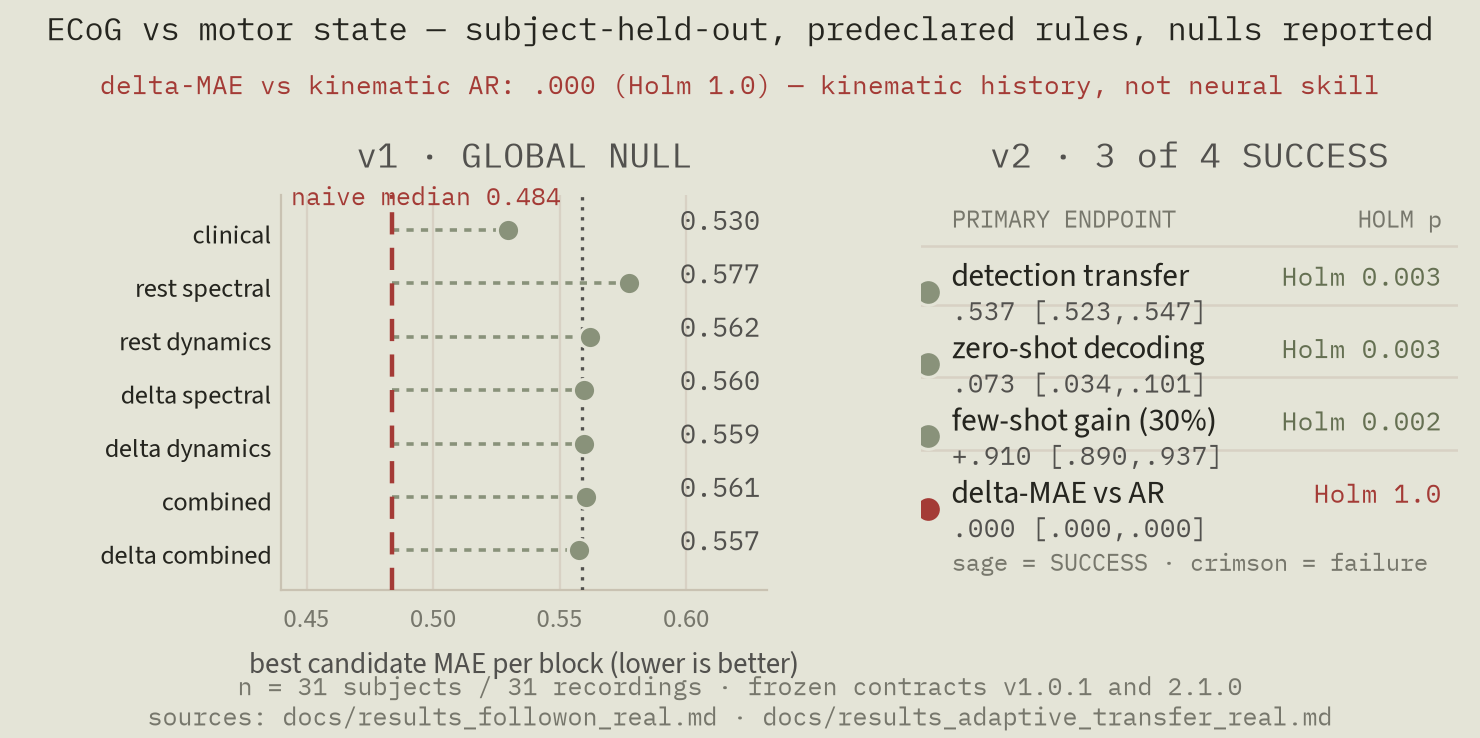 ECoG vs motor state — subject-held-out, predeclared rules, nulls reported
delta-MAE vs kinematic AR: .000 (Holm 1.0) — kinematic history, not neural skill
v1 · GLOBAL NULL
naive median 0.484
clinical 0.530
rest spectral 0.577
rest dynamics 0.562
delta spectral 0.560
delta dynamics 0.559
combined 0.561
delta combined 0.557
0.45 0.50 0.55 0.60
best candidate MAE per block (lower is better)
v2 · 3 of 4 SUCCESS
PRIMARY ENDPOINT HOLM p
detection transfer Holm 0.003
.537 [.523,.547]
zero-shot decoding Holm 0.003
.073 [.034,.101]
few-shot gain (30%) Holm 0.002
+.910 [.890,.937]
delta-MAE vs AR Holm 1.0
.000 [.000,.000]
sage = SUCCESS · crimson = failure
n = 31 subjects / 31 recordings · frozen contracts v1.0.1 and 2.1.0
sources: docs/results_followon_real.md · docs/results_adaptive_transfer_real.md